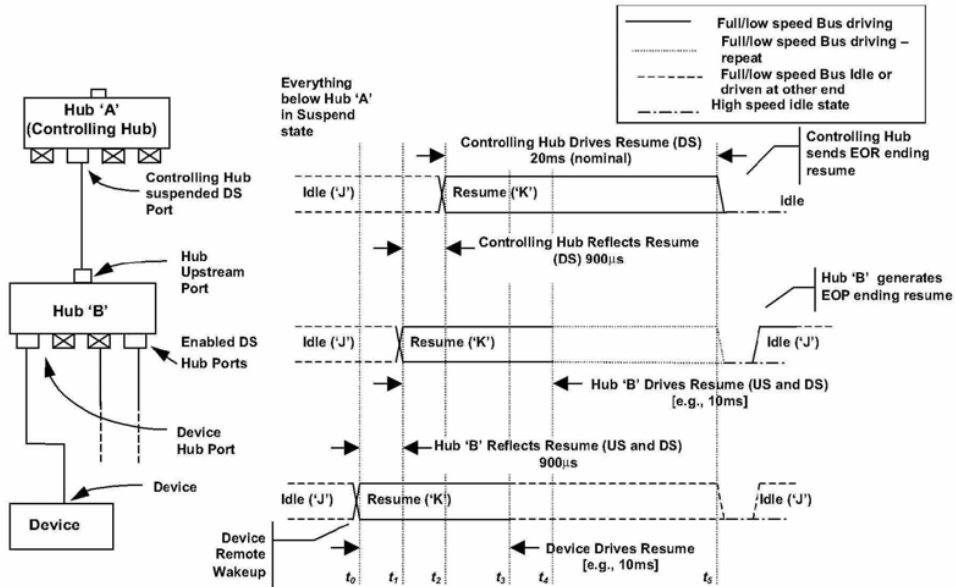 Full/low speed Bus driving
Full/low speed Bus driving –
repeat
Full/low speed Bus Idle or
driven at other end
High speed idle state
Hub 'A'
(Controlling Hub)
Controlling Hub
suspended DS
Port
Hub
Upstream
Port
Hub 'B'
Enabled DS
Hub Ports
Device
Hub Port
Device
Device
Everything
below Hub 'A'
in Suspend
state
Controlling Hub Drives Resume (DS)
20ms (nominal)
Controlling Hub
sends EOR ending
resume
Idle ('J')
Resume ('K')
idle
Controlling Hub Reflects Resume
(DS) 900µs
Hub 'B' generates
EOP ending resume
Idle ('J')
Resume ('K')
Idle ('J')
Hub 'B' Drives Resume (US and DS)
[e.g., 10ms]
Hub 'B' Reflects Resume (US and DS)
900µs
Idle ('J')
Resume ('K')
Idle ('J')
Device
Remote
Wakeup
Device Drives Resume
[e.g., 10ms]
t0 t1 t2 t3 t4 t5